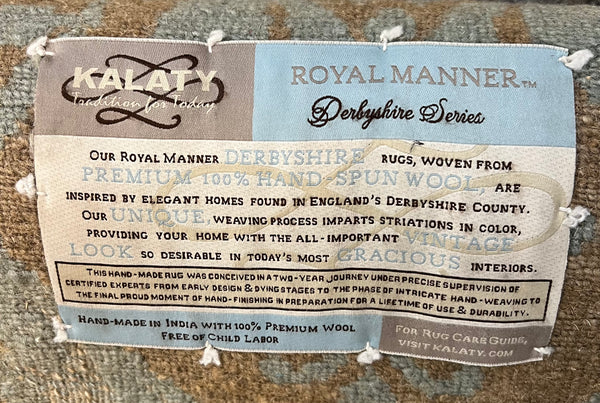 KALATY
Tradition for Today
ROYAL MANNER™
Derbyshire Series
OUR ROYAL MANNER DERBYSHIRE RUGS, WOVEN FROM
PREMIUM 100% HAND-SPUN WOOL, ARE
INSPIRED BY ELEGANT HOMES FOUND IN ENGLAND'S DERBYSHIRE COUNTY.
OUR UNIQUE, WEAVING PROCESS IMPARTS STRIATIONS IN COLOR,
PROVIDING YOUR HOME WITH THE ALL-IMPORTANT VINTAGE
LOOK SO DESIRABLE IN TODAY'S MOST GRACIOUS INTERIORS.
THIS HAND-MADE RUG WAS CONCEIVED IN A TWO-YEAR JOURNEY UNDER PRECISE SUPERVISION OF
CERTIFIED EXPERTS FROM EARLY DESIGN & DYING STAGES TO THE PHASE OF INTRICATE HAND-WEAVING TO
THE FINAL PROUD MOMENT OF HAND-FINISHING IN PREPARATION FOR A LIFETIME OF USE & DURABILITY.
HAND-MADE IN INDIA WITH 100% PREMIUM WOOL
FREE OF CHILD LABOR
FOR RUG CARE GUIDE,
VISIT KALATY.COM